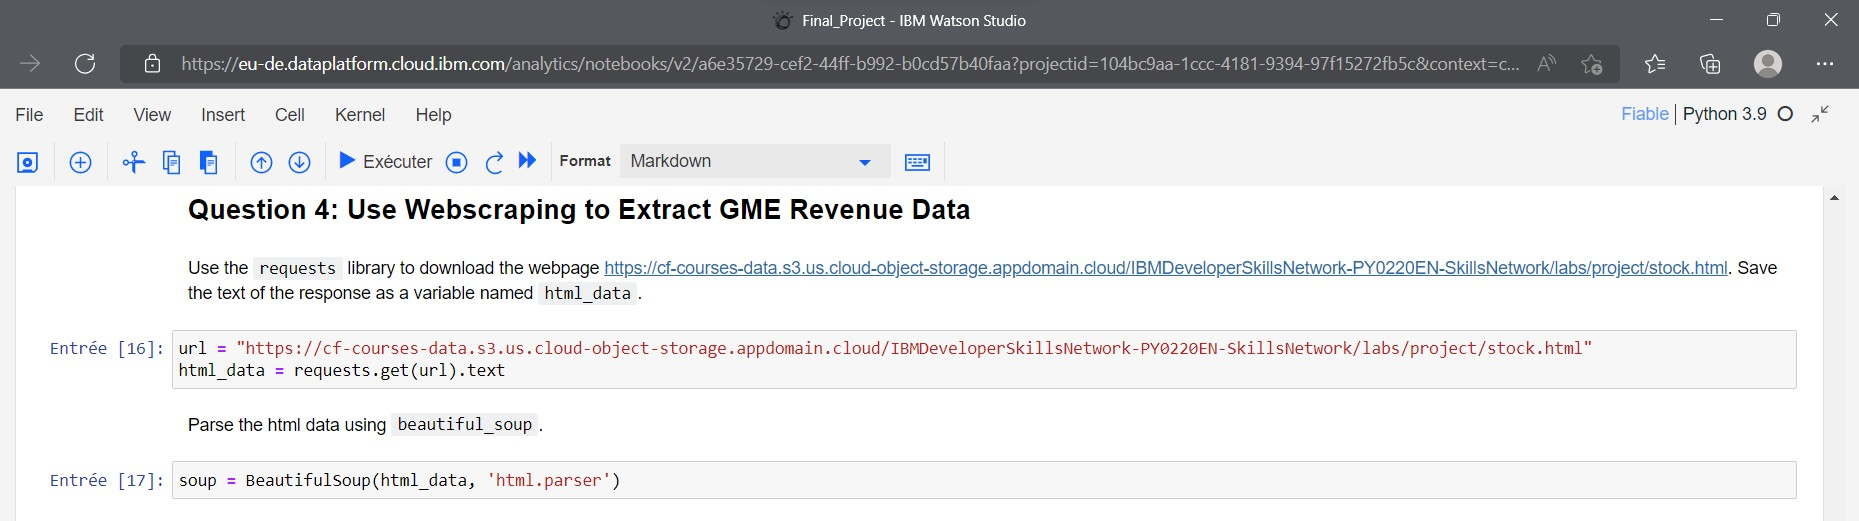 Final_Project - IBM Watson Studio
https://eu-de.dataplatform.cloud.ibm.com/analytics/notebooks/v2/a6e35729-cef2-44ff-b992-b0cd57b40faa?projectid=104bc9aa-1ccc-4181-9394-97f15272fb5c&context=c...
File Edit View Insert Cell Kernel Help Fiable Python 3.9
Exécuter Format Markdown
Question 4: Use Webscraping to Extract GME Revenue Data
Use the requests library to download the webpage https://cf-courses-data.s3.us.cloud-object-storage.appdomain.cloud/IBMDeveloperSkillsNetwork-PY0220EN-SkillsNetwork/labs/project/stock.html. Save
the text of the response as a variable named html_data .
Entrée [16]: url = "https://cf-courses-data.s3.us.cloud-object-storage.appdomain.cloud/IBMDeveloperSkillsNetwork-PY0220EN-SkillsNetwork/labs/project/stock.html"
html_data = requests.get(url).text
Parse the html data using beautiful_soup .
Entrée [17]: soup = BeautifulSoup(html_data, 'html.parser')